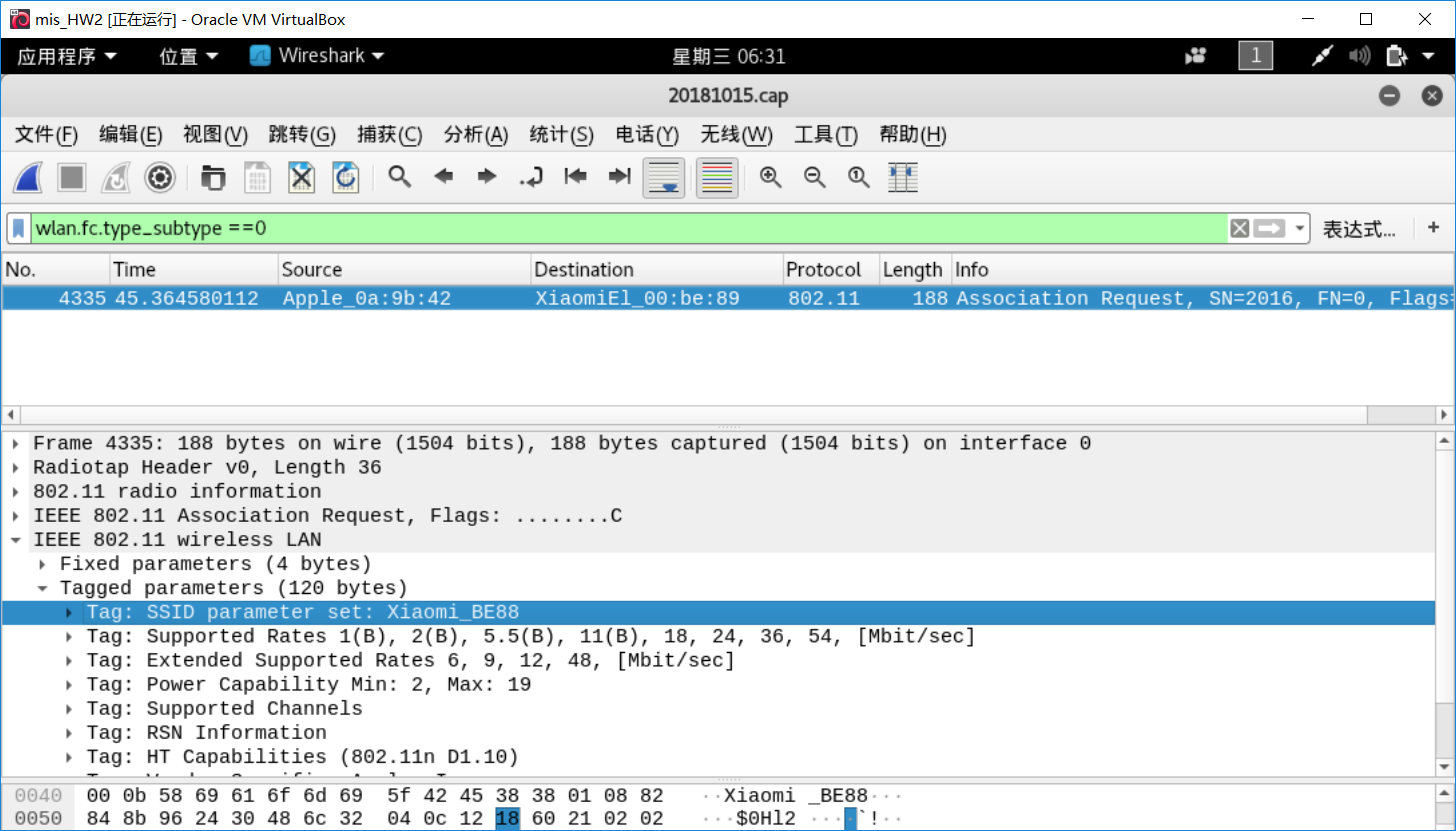 mis_HW2 [正在运行] - Oracle VM VirtualBox
应用程序 位置 Wireshark 星期三 06:31 1
20181015.cap
文件(F) 编辑(E) 视图(V) 跳转(G) 捕获(C) 分析(A) 统计(S) 电话(Y) 无线(W) 工具(T) 帮助(H)
wlan.fc.type_subtype ==0 表达式... +
No. Time Source Destination Protocol Length Info
4335 45.364580112 Apple_0a:9b:42 XiaomiEl_00:be:89 802.11 188 Association Request, SN=2016, FN=0, Flags=
Frame 4335: 188 bytes on wire (1504 bits), 188 bytes captured (1504 bits) on interface 0
Radiotap Header v0, Length 36
802.11 radio information
IEEE 802.11 Association Request, Flags: ........C
IEEE 802.11 wireless LAN
Fixed parameters (4 bytes)
Tagged parameters (120 bytes)
Tag: SSID parameter set: Xiaomi_BE88
Tag: Supported Rates 1(B), 2(B), 5.5(B), 11(B), 18, 24, 36, 54, [Mbit/sec]
Tag: Extended Supported Rates 6, 9, 12, 48, [Mbit/sec]
Tag: Power Capability Min: 2, Max: 19
Tag: Supported Channels
Tag: RSN Information
Tag: HT Capabilities (802.11n D1.10)
0040 00 0b 58 69 61 6f 6d 69 5f 42 45 38 38 01 08 82 ··Xiaomi _BE88···
0050 84 8b 96 24 30 48 6c 32 04 0c 12 18 60 21 02 02 ···$0Hl2 ····`!··